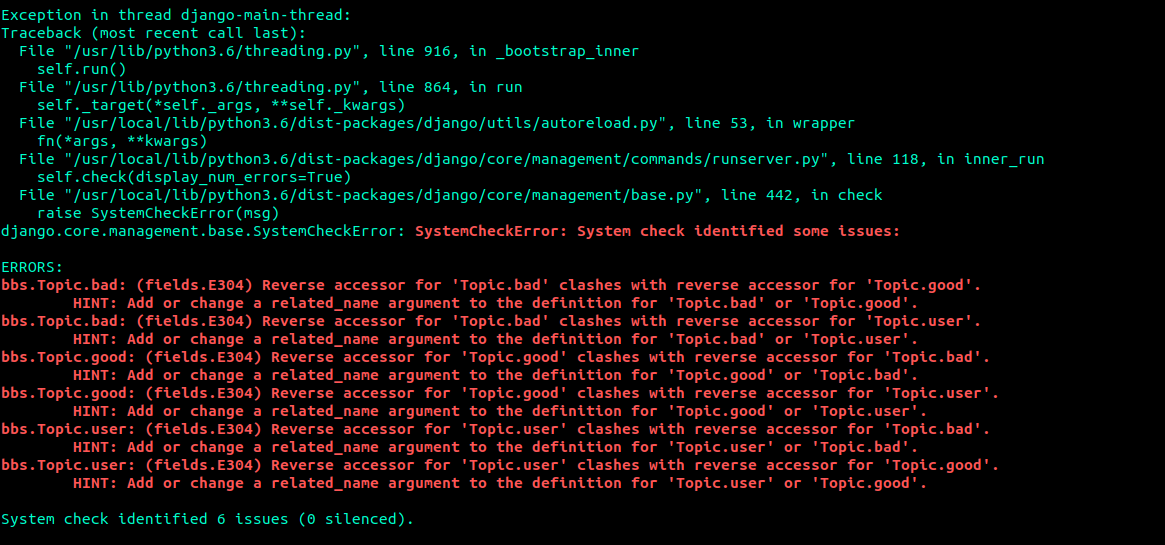 Exception in thread django-main-thread:
Traceback (most recent call last):
  File "/usr/lib/python3.6/threading.py", line 916, in _bootstrap_inner
    self.run()
  File "/usr/lib/python3.6/threading.py", line 864, in run
    self._target(*self._args, **self._kwargs)
  File "/usr/local/lib/python3.6/dist-packages/django/utils/autoreload.py", line 53, in wrapper
    fn(*args, **kwargs)
  File "/usr/local/lib/python3.6/dist-packages/django/core/management/commands/runserver.py", line 118, in inner_run
    self.check(display_num_errors=True)
  File "/usr/local/lib/python3.6/dist-packages/django/core/management/base.py", line 442, in check
    raise SystemCheckError(msg)
django.core.management.base.SystemCheckError: SystemCheckError: System check identified some issues:

ERRORS:
bbs.Topic.bad: (fields.E304) Reverse accessor for 'Topic.bad' clashes with reverse accessor for 'Topic.good'.
        HINT: Add or change a related_name argument to the definition for 'Topic.bad' or 'Topic.good'.
bbs.Topic.bad: (fields.E304) Reverse accessor for 'Topic.bad' clashes with reverse accessor for 'Topic.user'.
        HINT: Add or change a related_name argument to the definition for 'Topic.bad' or 'Topic.user'.
bbs.Topic.good: (fields.E304) Reverse accessor for 'Topic.good' clashes with reverse accessor for 'Topic.bad'.
        HINT: Add or change a related_name argument to the definition for 'Topic.good' or 'Topic.bad'.
bbs.Topic.good: (fields.E304) Reverse accessor for 'Topic.good' clashes with reverse accessor for 'Topic.user'.
        HINT: Add or change a related_name argument to the definition for 'Topic.good' or 'Topic.user'.
bbs.Topic.user: (fields.E304) Reverse accessor for 'Topic.user' clashes with reverse accessor for 'Topic.bad'.
        HINT: Add or change a related_name argument to the definition for 'Topic.user' or 'Topic.bad'.
bbs.Topic.user: (fields.E304) Reverse accessor for 'Topic.user' clashes with reverse accessor for 'Topic.good'.
        HINT: Add or change a related_name argument to the definition for 'Topic.user' or 'Topic.good'.

System check identified 6 issues (0 silenced).